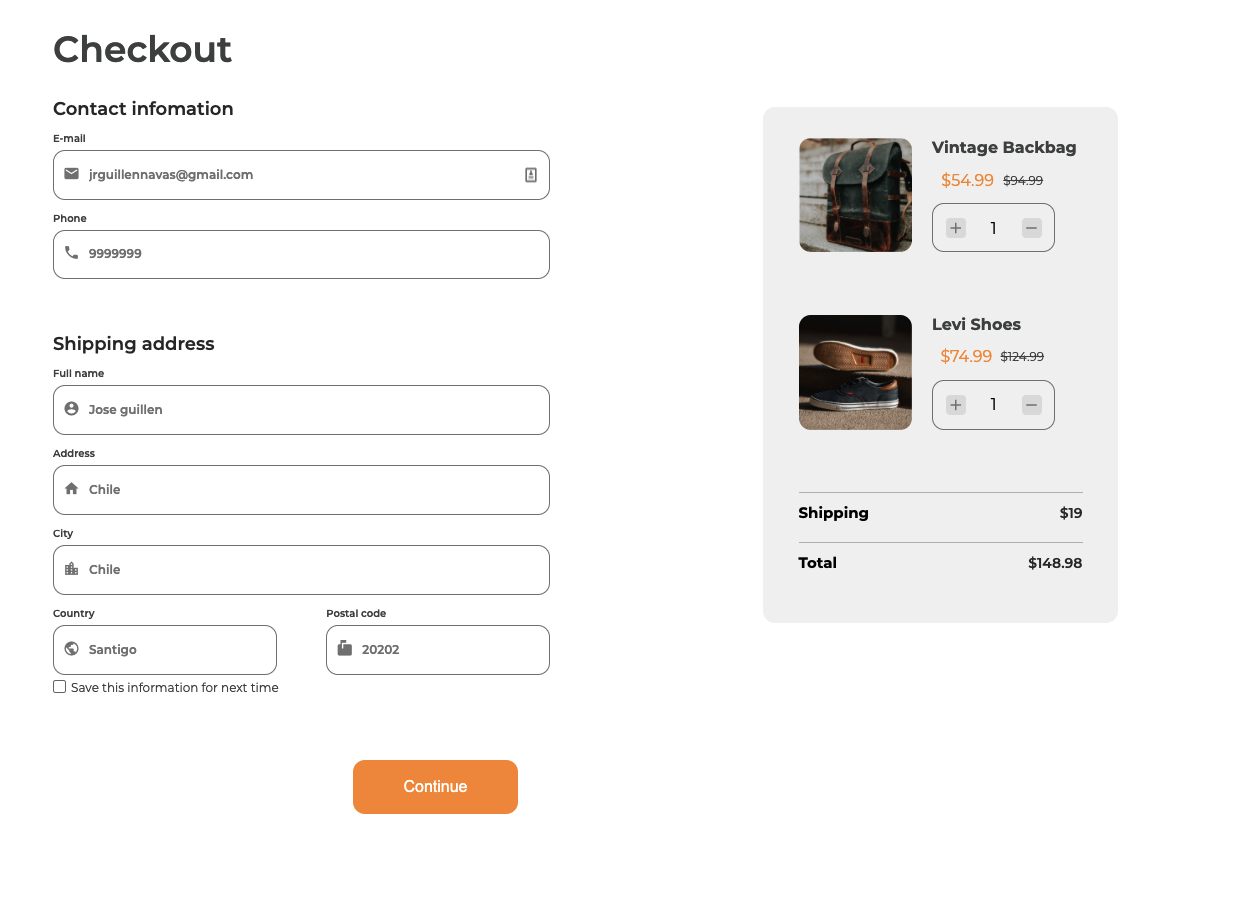 Checkout
Contact infomation
E-mail
jrguillennavas@gmail.com
Phone
9999999
Shipping address
Full name
Jose guillen
Address
Chile
City
Chile
Country
Postal code
Santigo
20202
Save this information for next time
Continue
Vintage Backbag
$54.99 $94.99
+ 1 −
Levi Shoes
$74.99 $124.99
+ 1 −
Shipping $19
Total $148.98